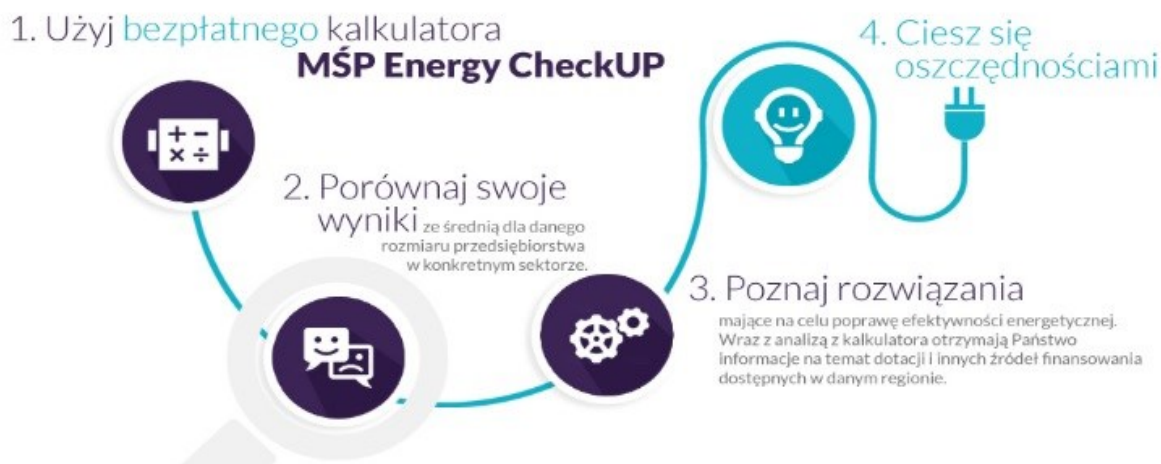 1. Użyj bezpłatnego kalkulatora
MŚP Energy CheckUP
2. Porównaj swoje
wyniki ze średnią dla danego
rozmiaru przedsiębiorstwa
w konkretnym sektorze.
3. Poznaj rozwiązania
mające na celu poprawę efektywności energetycznej.
Wraz z analizą z kalkulatora otrzymają Państwo
informacje na temat dotacji i innych źródeł finansowania
dostępnych w danym regionie.
4. Ciesz się
oszczędnościami